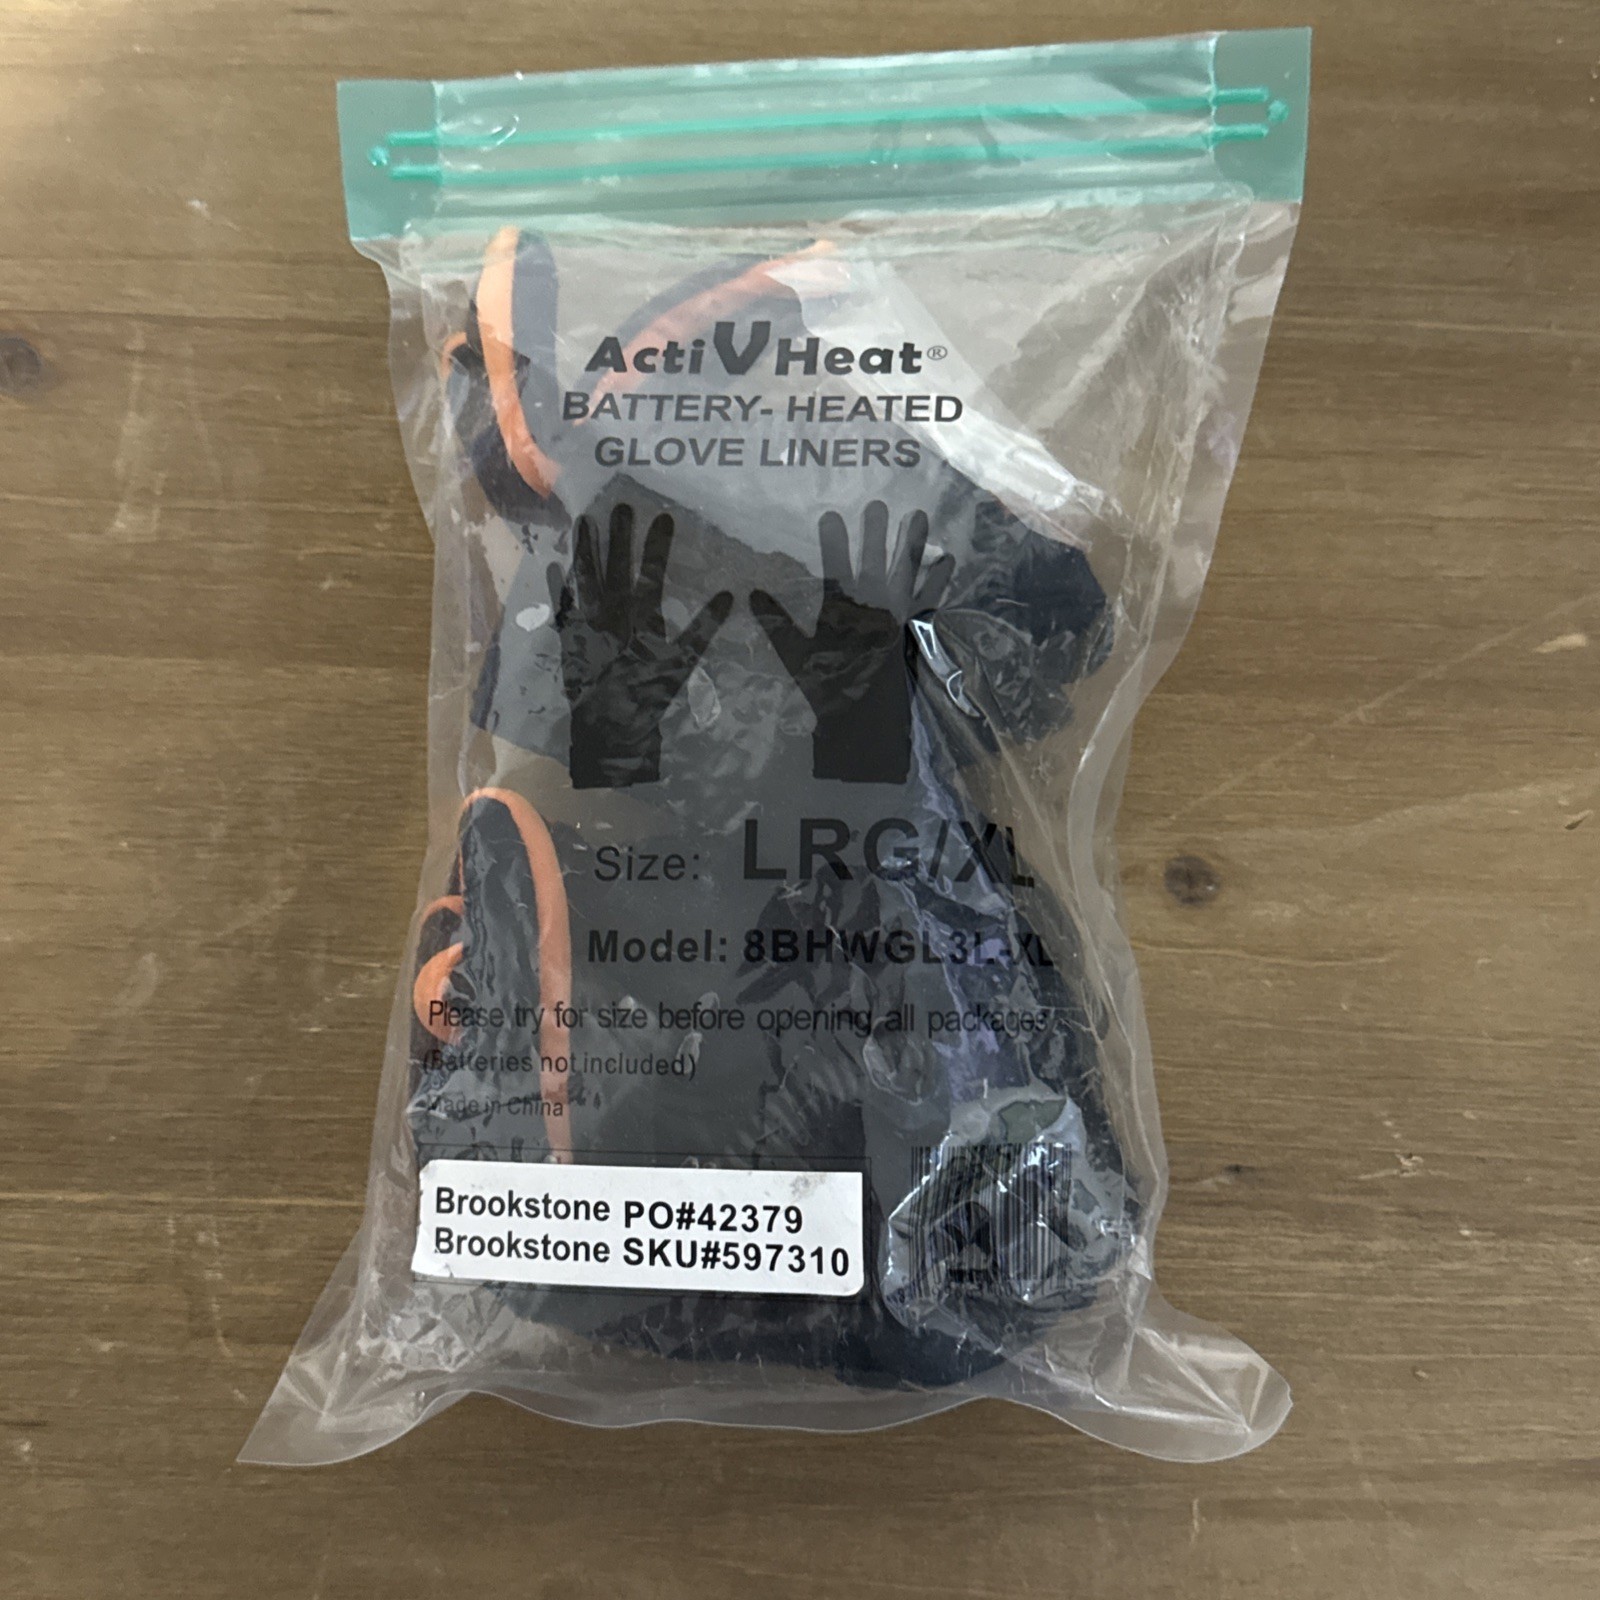 ActiVHeat®
BATTERY- HEATED
GLOVE LINERS
Size: LRG/XL
Model: 8BHWGL3L-XL
Please try for size before opening all packages
(Batteries not included)
Made in China
Brookstone PO#42379
Brookstone SKU#597310